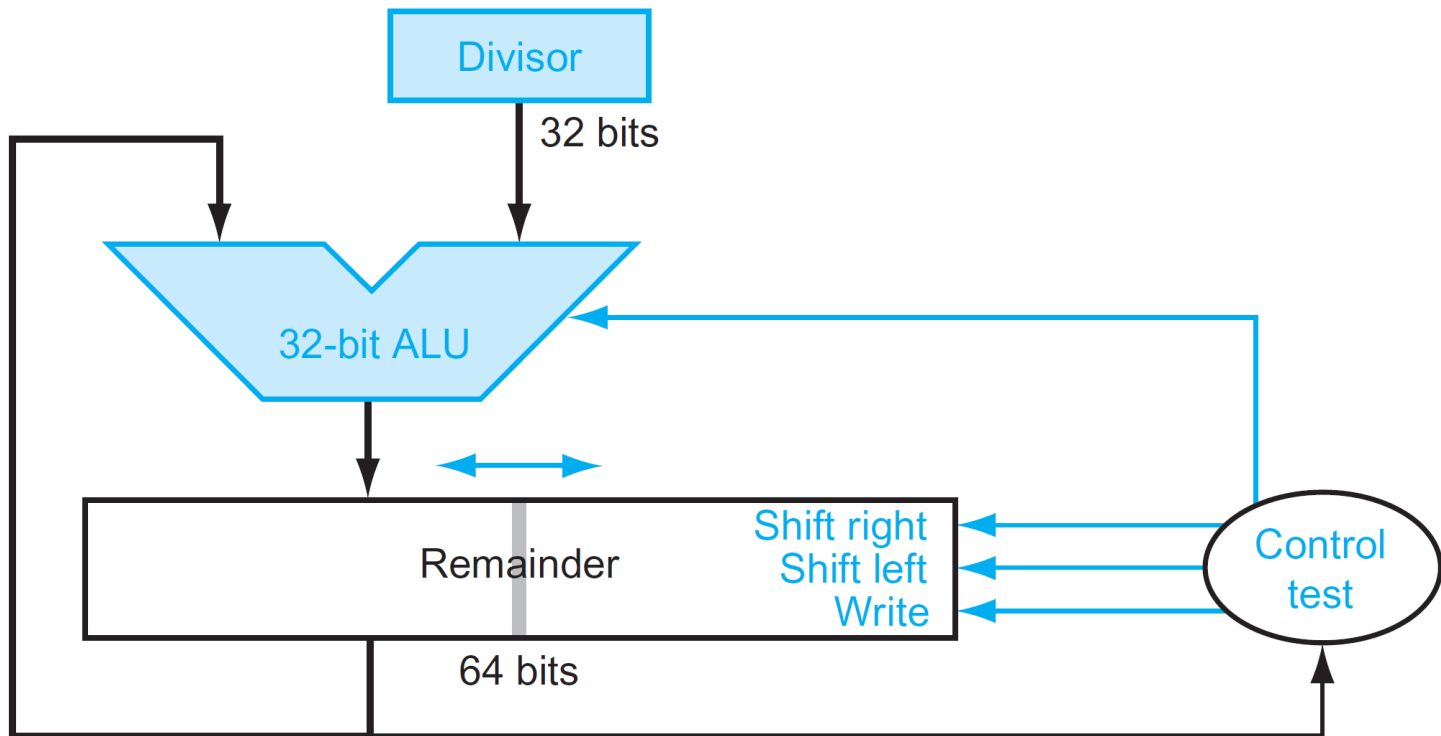 Divisor
32 bits
32-bit ALU
Remainder
Shift right
Shift left
Write
Control
test
64 bits